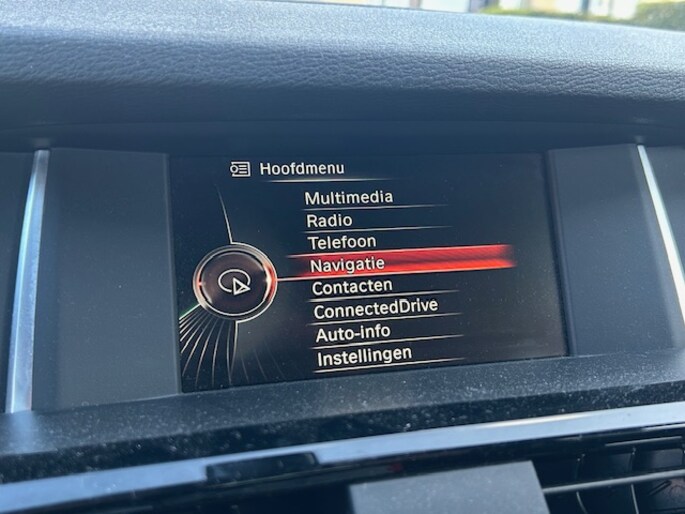 Hoofdmenu
Multimedia
Radio
Telefoon
Navigatie
Contacten
ConnectedDrive
Auto-info
Instellingen